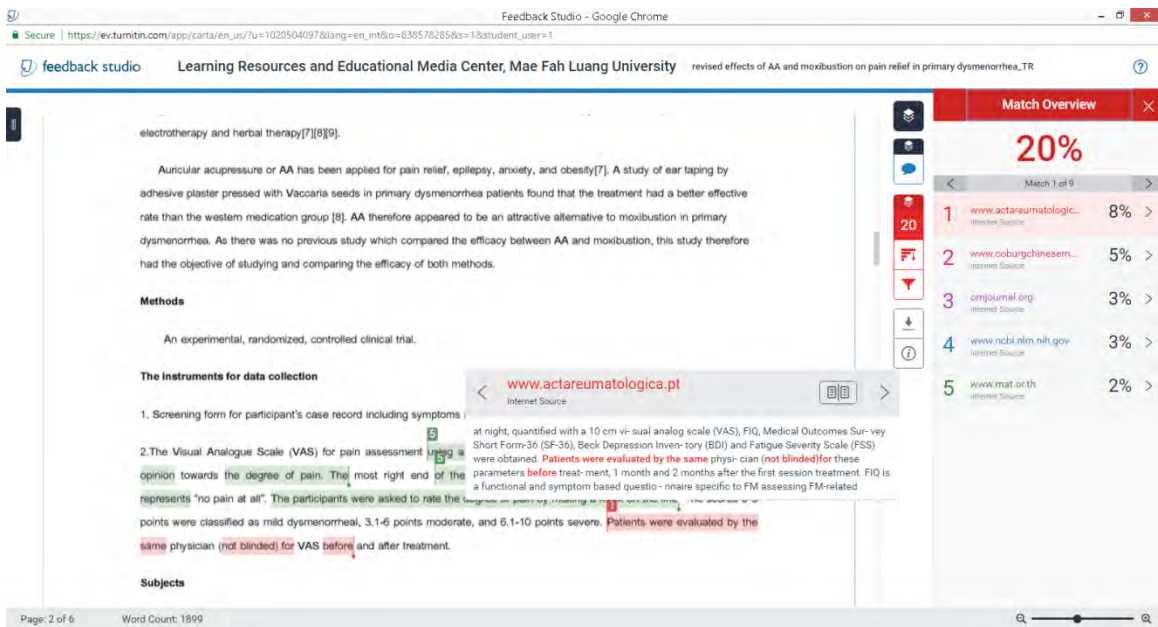 Feedback Studio - Google Chrome
Secure | https://ev.turnitin.com/app/carta/en_us/?u=1020504097&lang=en_int&o=838578285&s=1&student_user=1
feedback studio Learning Resources and Educational Media Center, Mae Fah Luang University revised effects of AA and moxibustion on pain relief in primary dysmenorrhea_TR ?
electrotherapy and herbal therapy[7][8][9].
Auricular acupressure or AA has been applied for pain relief, epilepsy, anxiety, and obesity[7]. A study of ear taping by
adhesive plaster pressed with Vaccaria seeds in primary dysmenorrhea patients found that the treatment had a better effective
rate than the western medication group [8]. AA therefore appeared to be an attractive alternative to moxibustion in primary
dysmenorrhea. As there was no previous study which compared the efficacy between AA and moxibustion, this study therefore
had the objective of studying and comparing the efficacy of both methods.
Methods
An experimental, randomized, controlled clinical trial.
The instruments for data collection
1. Screening form for participant's case record including symptoms
5
2.The Visual Analogue Scale (VAS) for pain assessment using a
5
opinion towards the degree of pain. The most right end of the
represents "no pain at all". The participants were asked to rate the
1
points were classified as mild dysmenorrheal, 3.1-6 points moderate, and 6.1-10 points severe. Patients were evaluated by the
same physician (not blinded) for VAS before and after treatment.
Subjects
www.actareumatologica.pt
Internet Source
at night, quantified with a 10 cm vi- sual analog scale (VAS), FIQ, Medical Outcomes Sur- vey
Short Form-36 (SF-36), Beck Depression Inven- tory (BDI) and Fatigue Severity Scale (FSS)
were obtained. Patients were evaluated by the same physi- cian (not blinded)for these
parameters before treat- ment, 1 month and 2 months after the first session treatment. FIQ is
a functional and symptom based questio - nnaire specific to FM assessing FM-related
20
Match Overview
20%
Match 1 of 9
1 www.actareumatologic... 8%
Internet Source
2 www.coburgchinesem... 5%
Internet Source
3 omjournal.org 3%
Internet Source
4 www.ncbi.nlm.nih.gov 3%
Internet Source
5 www.mat.or.th 2%
Internet Source
Page: 2 of 6 Word Count: 1899